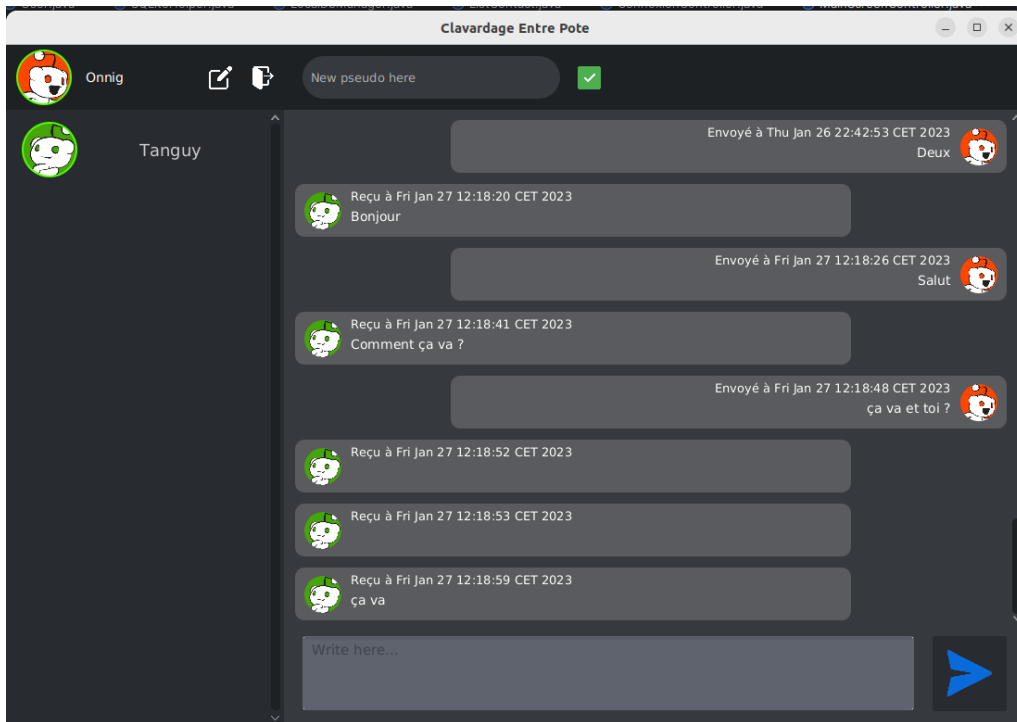 Clavardage Entre Pote
Onnig
New pseudo here
Tanguy
Envoyé à Thu Jan 26 22:42:53 CET 2023
Deux
Reçu à Fri Jan 27 12:18:20 CET 2023
Bonjour
Envoyé à Fri Jan 27 12:18:26 CET 2023
Salut
Reçu à Fri Jan 27 12:18:41 CET 2023
Comment ça va ?
Envoyé à Fri Jan 27 12:18:48 CET 2023
ça va et toi ?
Reçu à Fri Jan 27 12:18:52 CET 2023
Reçu à Fri Jan 27 12:18:53 CET 2023
Reçu à Fri Jan 27 12:18:59 CET 2023
ça va
Write here...